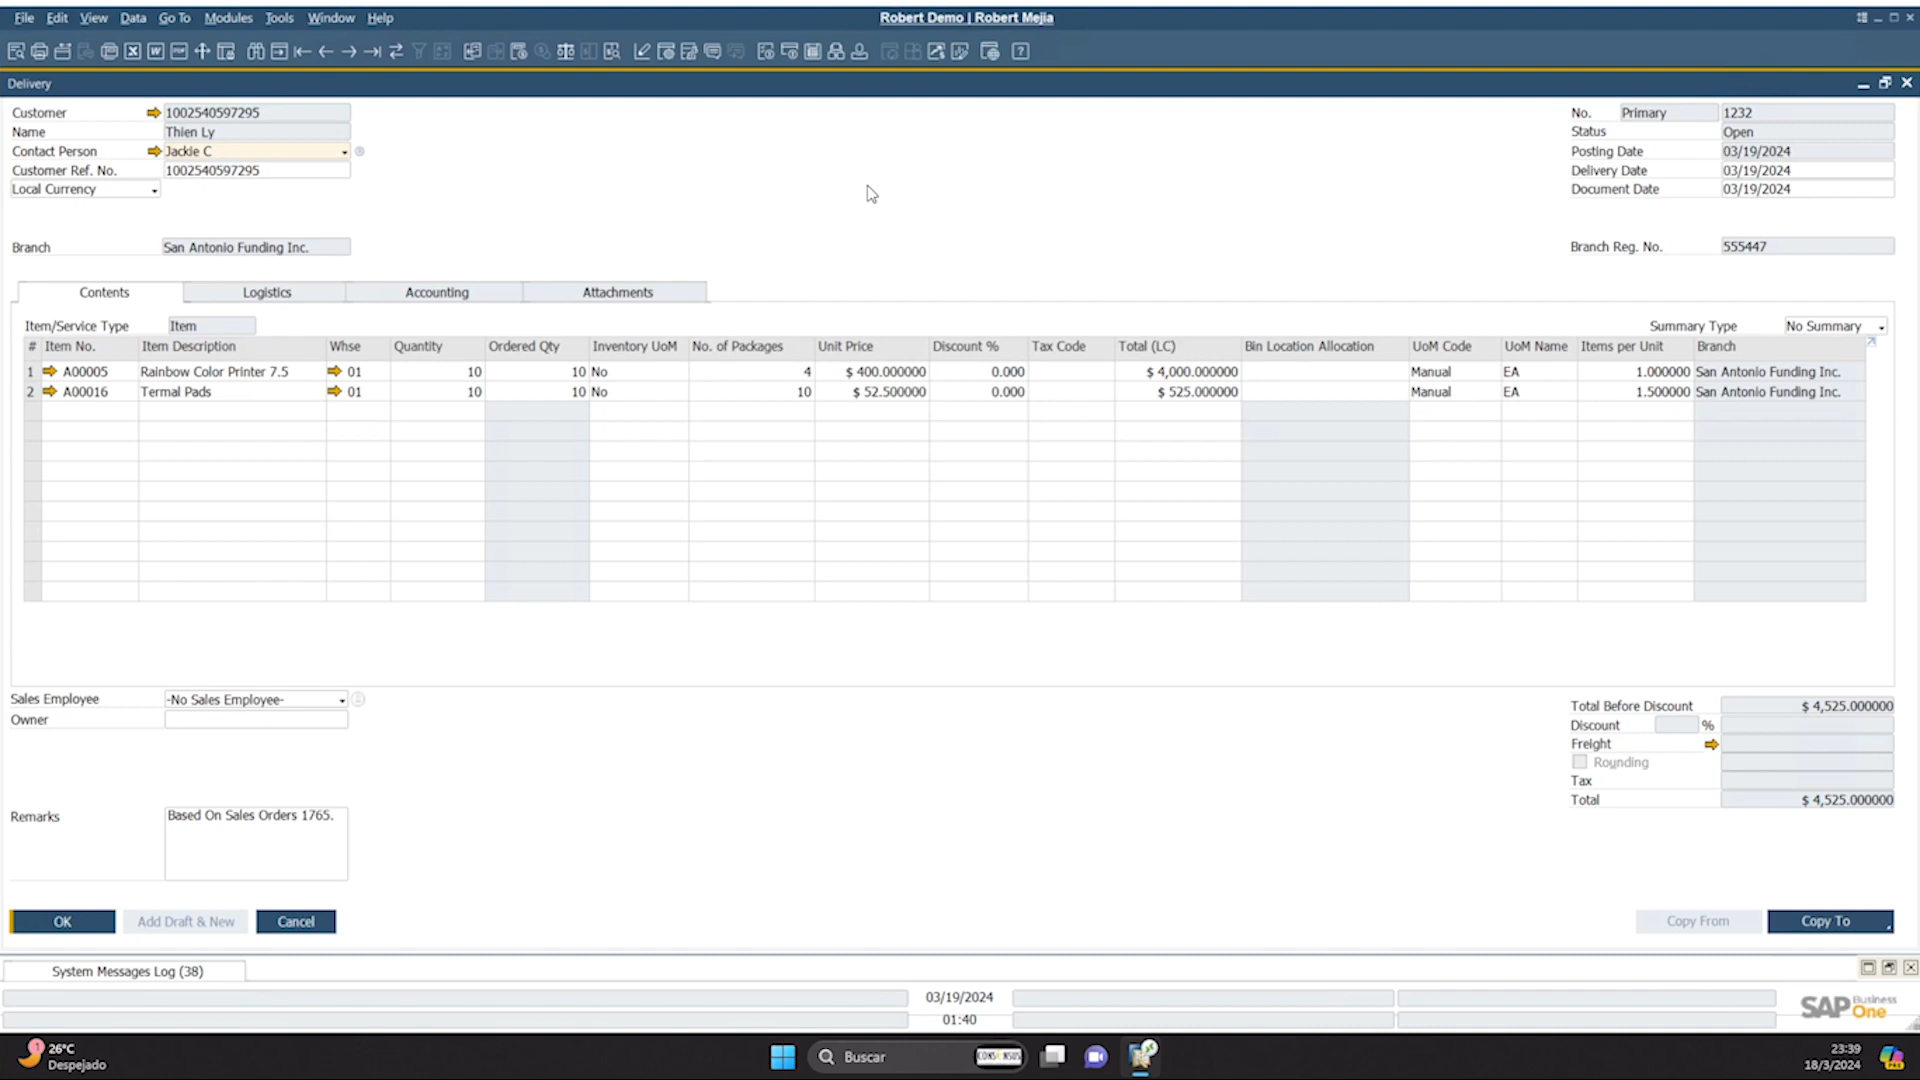 File Edit View Data Go To Modules Tools Window Help Robert Demo | Robert Mejia
Delivery
Customer 1002540597295 No. Primary 1232
Name Thien Ly Status Open
Contact Person Jackie C Posting Date 03/19/2024
Customer Ref. No. 1002540597295 Delivery Date 03/19/2024
Local Currency Document Date 03/19/2024
Branch San Antonio Funding Inc. Branch Reg. No. 555447
Contents Logistics Accounting Attachments
Item/Service Type Item Summary Type No Summary
# Item No. Item Description Whse Quantity Ordered Qty Inventory UoM No. of Packages Unit Price Discount % Tax Code Total (LC) Bin Location Allocation UoM Code UoM Name Items per Unit Branch
1 A00005 Rainbow Color Printer 7.5 01 10 10 No 4 $ 400.000000 0.000 $ 4,000.000000 Manual EA 1.000000 San Antonio Funding Inc.
2 A00016 Termal Pads 01 10 10 No 10 $ 52.500000 0.000 $ 525.000000 Manual EA 1.500000 San Antonio Funding Inc.
Sales Employee -No Sales Employee- Total Before Discount $ 4,525.000000
Owner Discount %
Freight
Rounding
Tax
Total $ 4,525.000000
Remarks Based On Sales Orders 1765.
OK Add Draft & New Cancel Copy From Copy To
System Messages Log (38)
03/19/2024
01:40
SAP Business One
26°C
Despejado
Buscar
CONSENSUS
23:39
18/3/2024